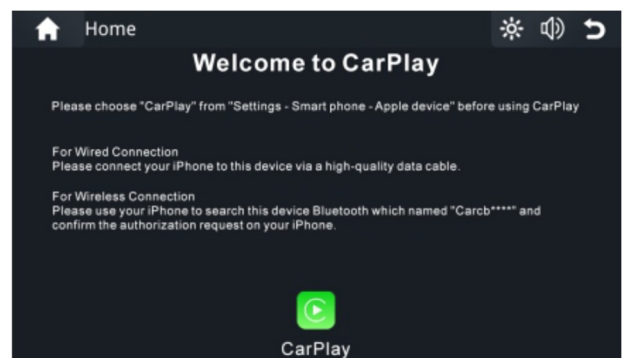 Home
Welcome to CarPlay
Please choose "CarPlay" from "Settings - Smart phone - Apple device" before using CarPlay
For Wired Connection
Please connect your iPhone to this device via a high-quality data cable.
For Wireless Connection
Please use your iPhone to search this device Bluetooth which named "Carcb****" and
confirm the authorization request on your iPhone.
CarPlay